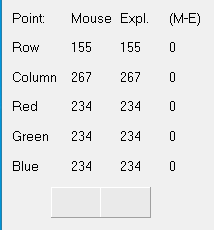 Point: Mouse Expl. (M-E)
Row 155 155 0
Column 267 267 0
Red 234 234 0
Green 234 234 0
Blue 234 234 0